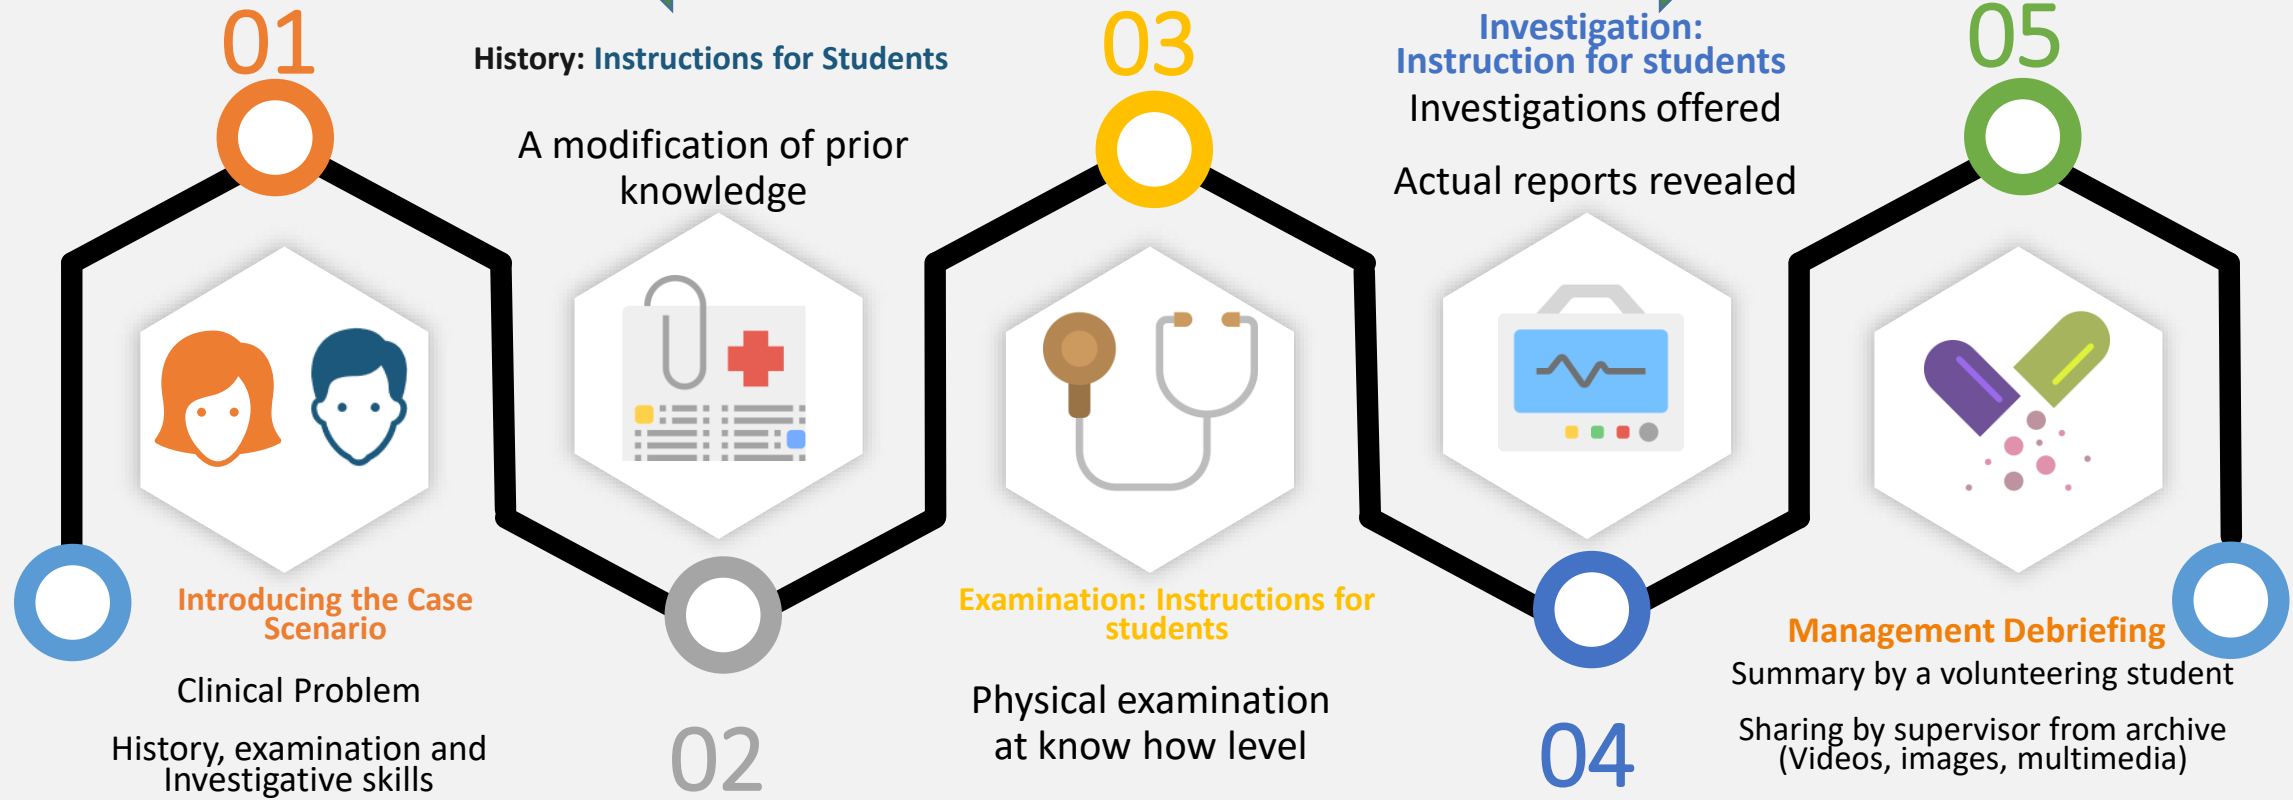 01
Introducing the Case
Scenario
Clinical Problem
History, examination and
Investigative skills
History: Instructions for Students
A modification of prior
knowledge
02
03
Examination: Instructions for
students
Physical examination
at know how level
Investigation:
Instruction for students
Investigations offered
Actual reports revealed
04
05
Management Debriefing
Summary by a volunteering student
Sharing by supervisor from archive
(Videos, images, multimedia)